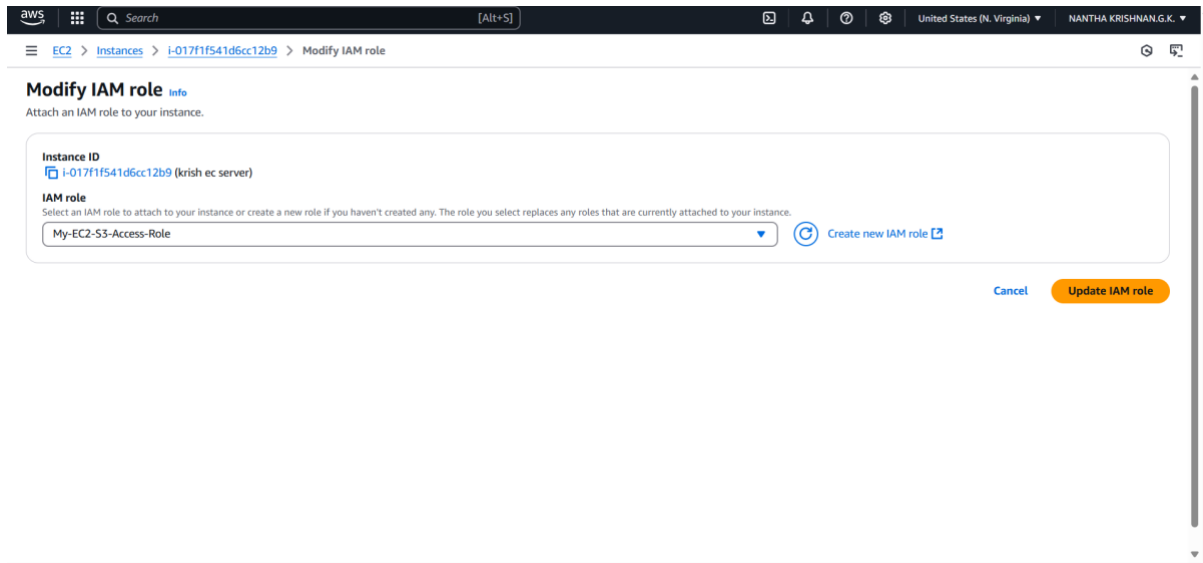 aws Search [Alt+S] United States (N. Virginia) NANTHA KRISHNAN.G.K.
EC2 > Instances > i-017f1f541d6cc12b9 > Modify IAM role
Modify IAM role Info
Attach an IAM role to your instance.
Instance ID
i-017f1f541d6cc12b9 (krish ec server)
IAM role
Select an IAM role to attach to your instance or create a new role if you haven't created any. The role you select replaces any roles that are currently attached to your instance.
My-EC2-S3-Access-Role Create new IAM role
Cancel Update IAM role